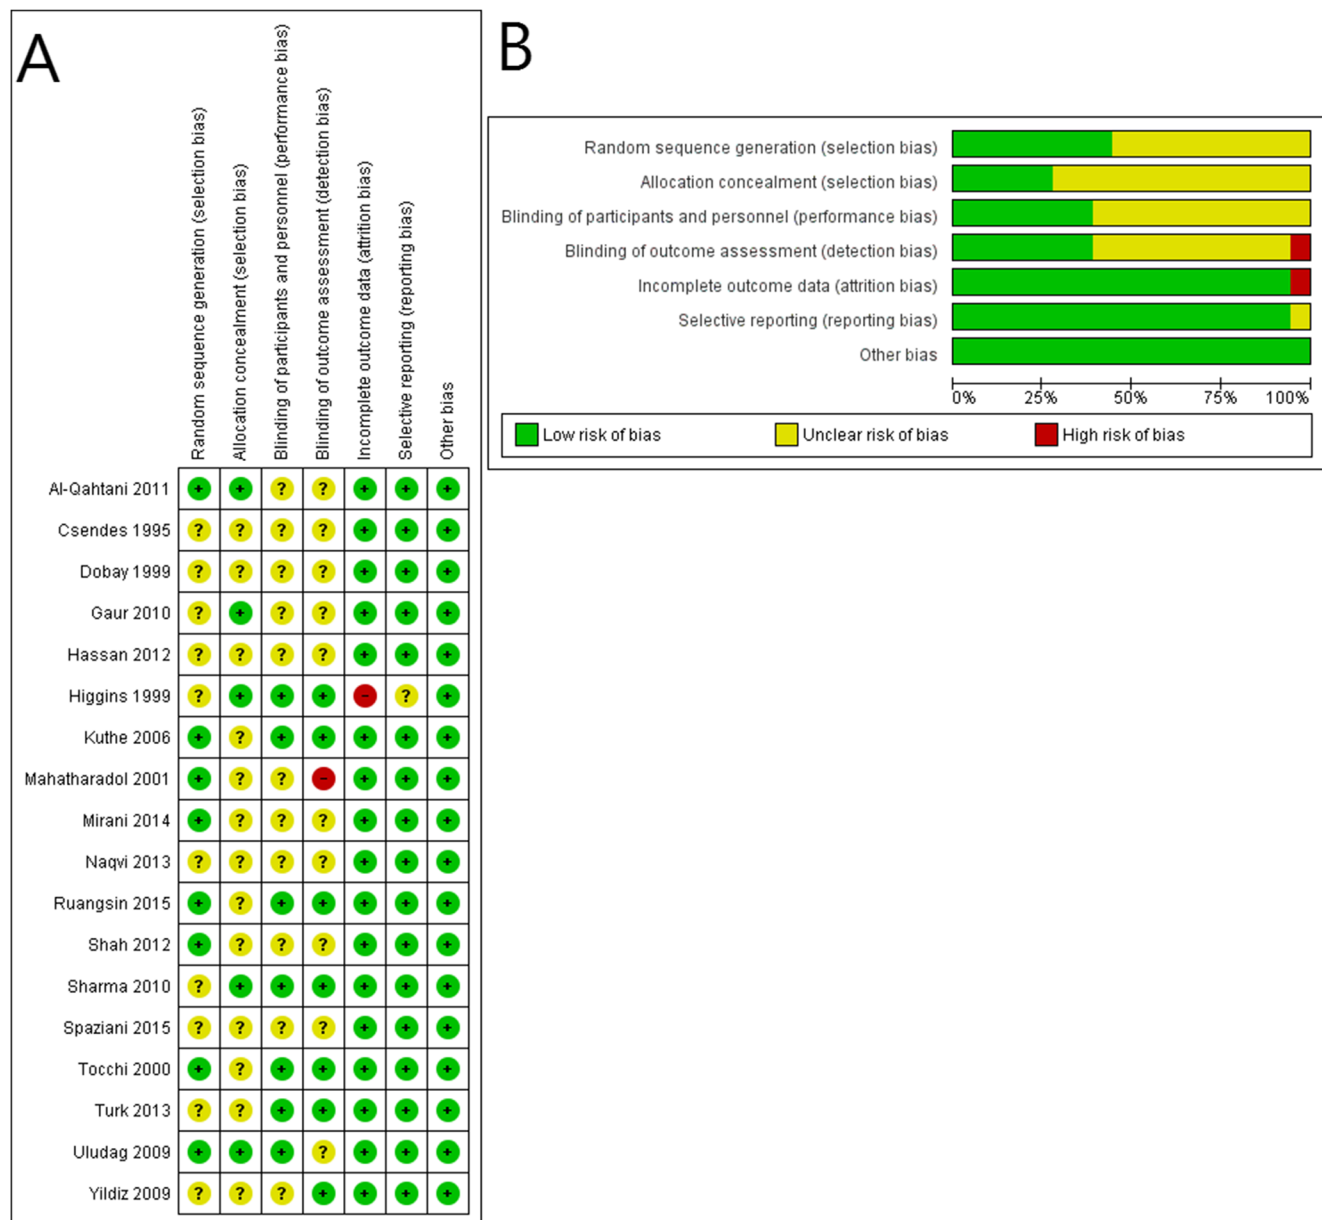 A
Random sequence generation (selection bias)
Allocation concealment (selection bias)
Blinding of participants and personnel (performance bias)
Blinding of outcome assessment (detection bias)
Incomplete outcome data (attrition bias)
Selective reporting (reporting bias)
Other bias
Al-Qahtani 2011 + + ? ? + + +
Csendes 1995 ? ? ? ? + + +
Dobay 1999 ? ? ? ? + + +
Gaur 2010 ? + ? ? + + +
Hassan 2012 ? ? ? ? + + +
Higgins 1999 ? + + + - ? +
Kuthe 2006 + ? + + + + +
Mahatharadol 2001 + ? ? - + + +
Mirani 2014 + ? ? ? + + +
Naqvi 2013 ? ? ? ? + + +
Ruangsin 2015 + ? + + + + +
Shah 2012 + ? ? ? + + +
Sharma 2010 ? + + + + + +
Spaziani 2015 ? ? ? ? + + +
Tocchi 2000 + ? + + + + +
Turk 2013 ? ? + + + + +
Uludag 2009 + + + ? + + +
Yildiz 2009 ? ? ? + + + +
B
Random sequence generation (selection bias)
Allocation concealment (selection bias)
Blinding of participants and personnel (performance bias)
Blinding of outcome assessment (detection bias)
Incomplete outcome data (attrition bias)
Selective reporting (reporting bias)
Other bias
0% 25% 50% 75% 100%
Low risk of bias Unclear risk of bias High risk of bias